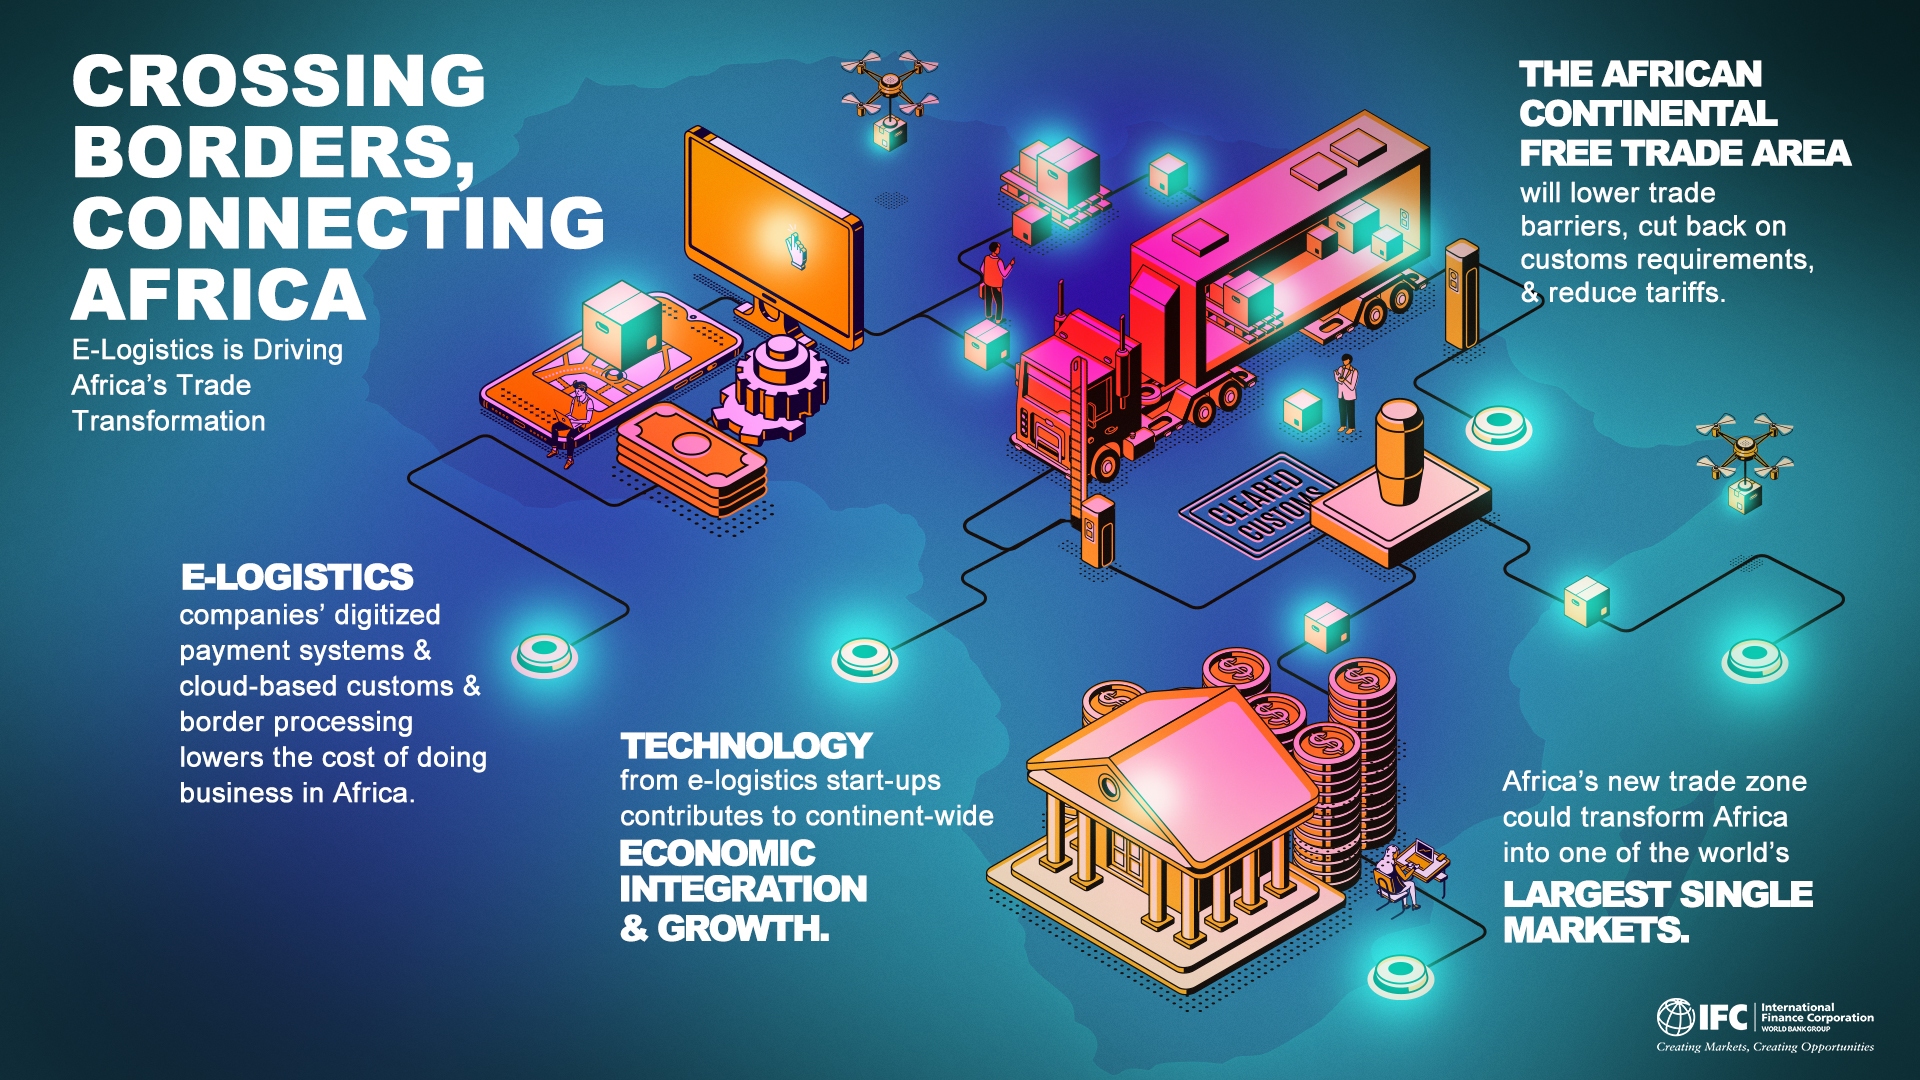 CROSSING
BORDERS,
CONNECTING
AFRICA
E-Logistics is Driving
Africa's Trade
Transformation
THE AFRICAN
CONTINENTAL
FREE TRADE AREA
will lower trade
barriers, cut back on
customs requirements,
& reduce tariffs.
CLEARED
CUSTOMS
E-LOGISTICS
companies' digitized
payment systems &
cloud-based customs &
border processing
lowers the cost of doing
business in Africa.
TECHNOLOGY
from e-logistics start-ups
contributes to continent-wide
ECONOMIC
INTEGRATION
& GROWTH.
Africa's new trade zone
could transform Africa
into one of the world's
LARGEST SINGLE
MARKETS.
IFC
International
Finance Corporation
WORLD BANK GROUP
Creating Markets, Creating Opportunities